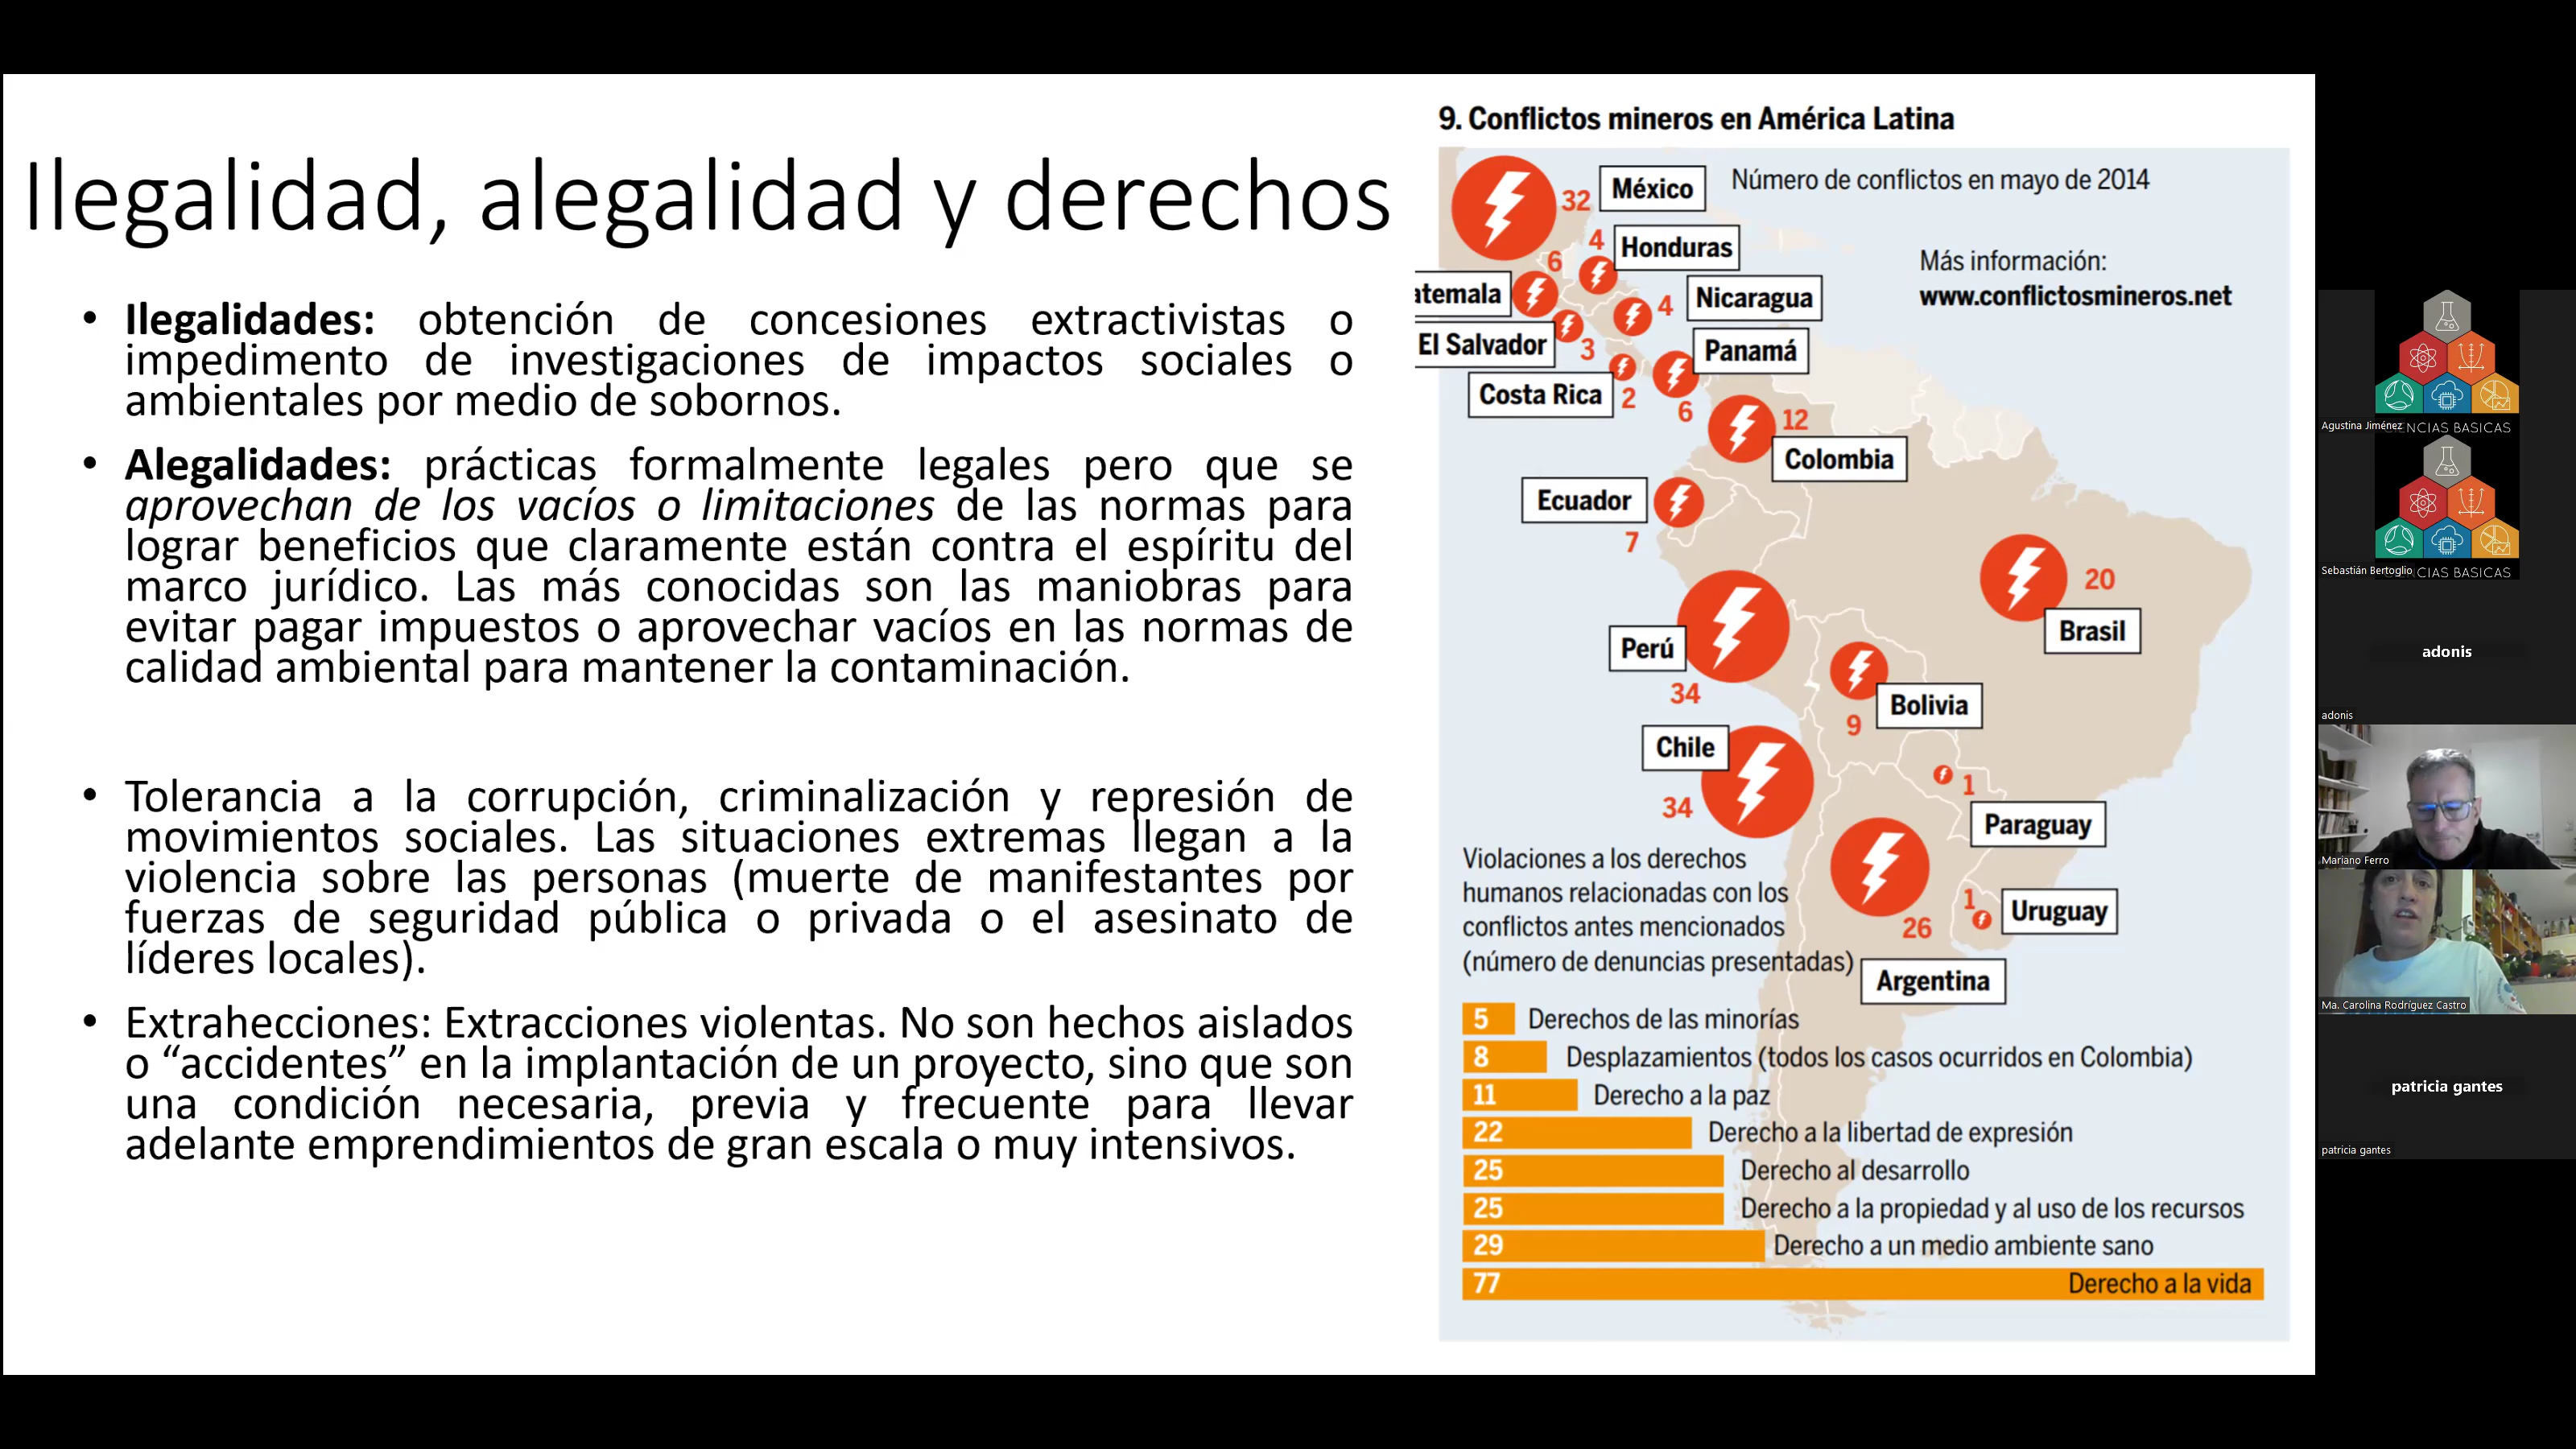 Ilegalidad, alegalidad y derechos
• Ilegalidades: obtención de concesiones extractivistas o
impedimento de investigaciones de impactos sociales o
ambientales por medio de sobornos.
• Alegalidades: prácticas formalmente legales pero que se
aprovechan de los vacíos o limitaciones de las normas para
lograr beneficios que claramente están contra el espíritu del
marco jurídico. Las más conocidas son las maniobras para
evitar pagar impuestos o aprovechar vacíos en las normas de
calidad ambiental para mantener la contaminación.
• Tolerancia a la corrupción, criminalización y represión de
movimientos sociales. Las situaciones extremas llegan a la
violencia sobre las personas (muerte de manifestantes por
fuerzas de seguridad pública o privada o el asesinato de
líderes locales).
• Extrahecciones: Extracciones violentas. No son hechos aislados
o “accidentes” en la implantación de un proyecto, sino que son
una condición necesaria, previa y frecuente para llevar
adelante emprendimientos de gran escala o muy intensivos.
9. Conflictos mineros en América Latina
Número de conflictos en mayo de 2014
Más información:
www.conflictosmineros.net
32 México
4 Honduras
6 atemala
4 Nicaragua
El Salvador 3
Panamá 6
Costa Rica 2
12 Colombia
Ecuador 7
20 Brasil
Perú 34
9 Bolivia
Chile 34
1 Paraguay
1 Uruguay
26 Argentina
Violaciones a los derechos
humanos relacionadas con los
conflictos antes mencionados
(número de denuncias presentadas)
5 Derechos de las minorías
8 Desplazamientos (todos los casos ocurridos en Colombia)
11 Derecho a la paz
22 Derecho a la libertad de expresión
25 Derecho al desarrollo
25 Derecho a la propiedad y al uso de los recursos
29 Derecho a un medio ambiente sano
77 Derecho a la vida
Agustina Jiménez
ENCIAS BASICAS
Sebastián Bertoglio
CIAS BASICAS
adonis
adonis
Mariano Ferro
Ma. Carolina Rodríguez Castro
patricia gantes
patricia gantes